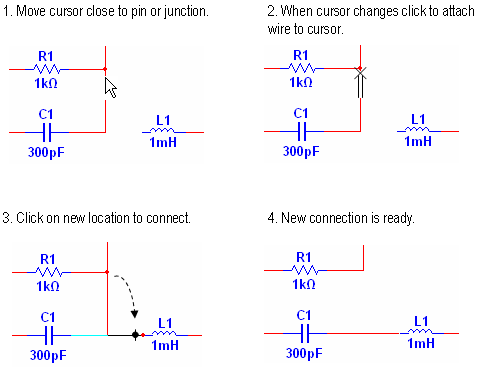 1. Move cursor close to pin or junction.
R1
1kΩ
C1
300pF
L1
1mH
2. When cursor changes click to attach
wire to cursor.
R1
1kΩ
C1
300pF
L1
1mH
3. Click on new location to connect.
R1
1kΩ
C1
300pF
L1
1mH
4. New connection is ready.
R1
1kΩ
C1
300pF
L1
1mH